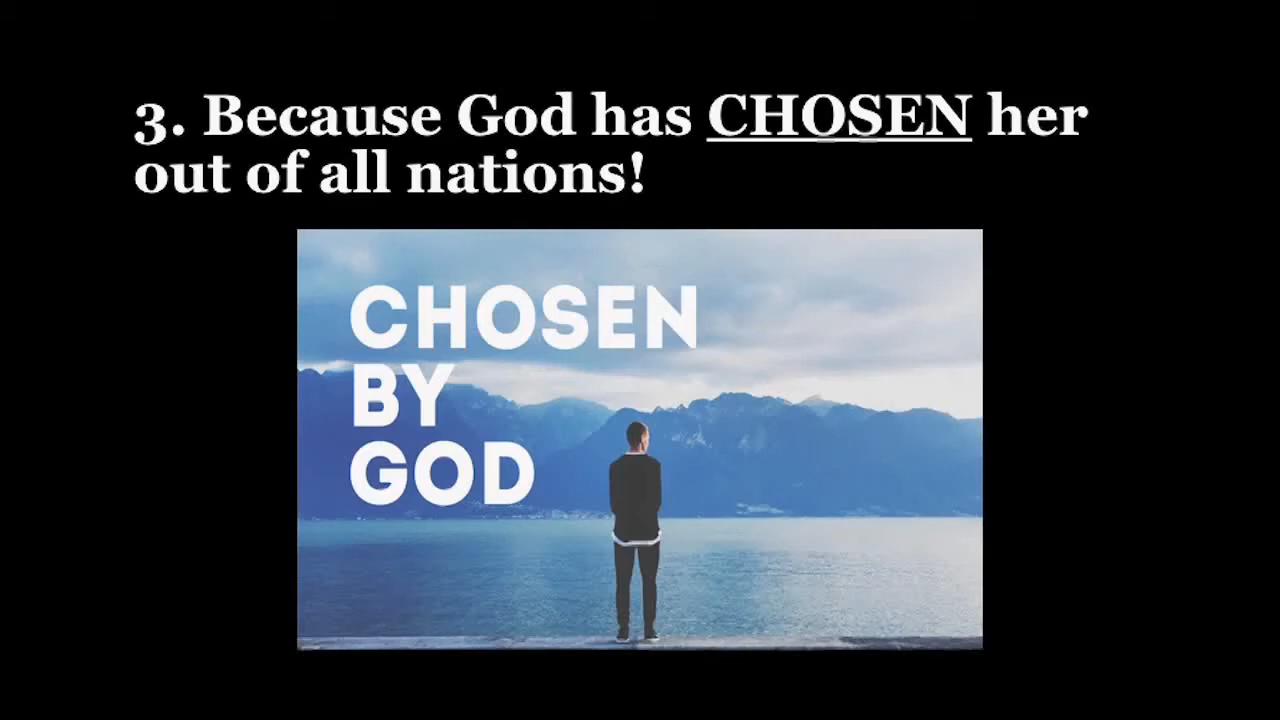 3. Because God has CHOSEN her
out of all nations!
CHOSEN
BY
GOD